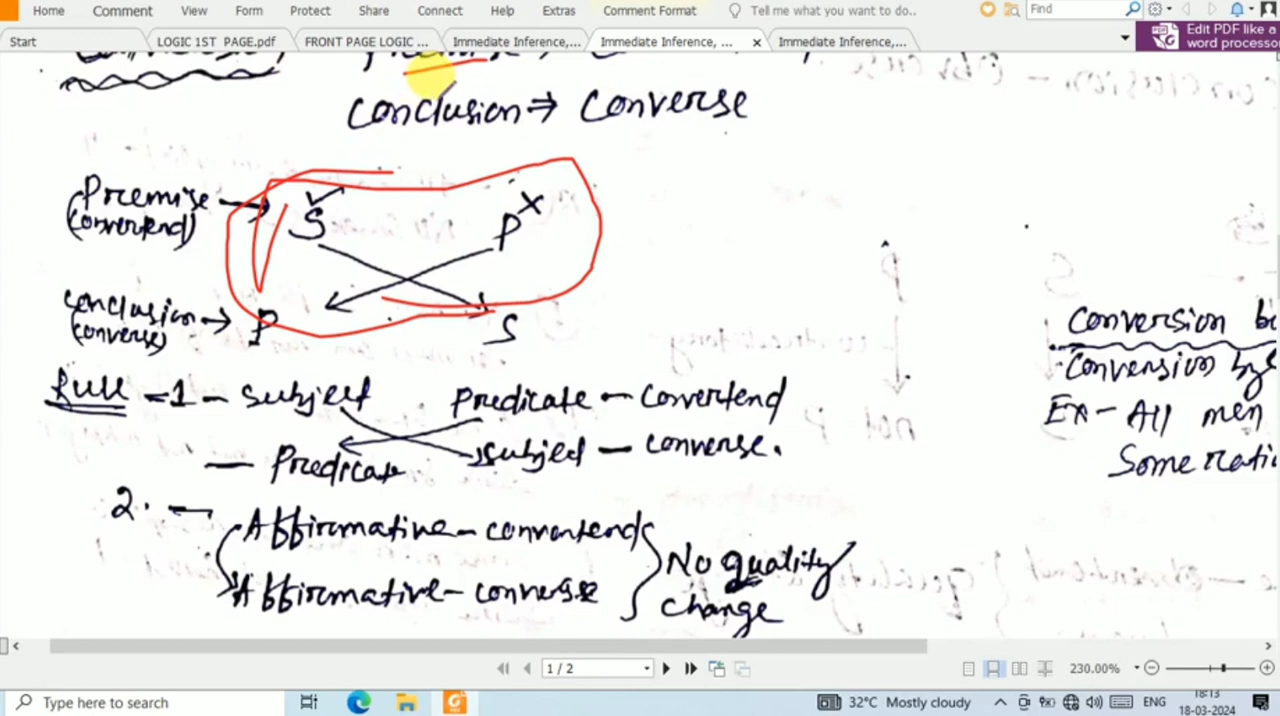 Home Comment View Form Protect Share Connect Help Extras Comment Format Tell me what you want to do.. Find
Start LOGIC 1ST PAGE.pdf FRONT PAGE LOGIC ... Immediate Inference,... Immediate Inference, ... × Immediate Inference,...
Edit PDF like a
word processor
Conclusion ⇒ Converse
Premise → S ✓ P ×
(convertend)
Conclusion → P S
(converse)
Rule -1 - Subject Predicate - Convertend
- Predicate Subject - converse.
2. -
Affirmative - convertend
Affirmative - converse
No quality
change
Conversion
Conversion by
Ex - All men
Some
P
S
not P
1 / 2
230.00%
Type here to search
32°C Mostly cloudy
ENG
18:13
18-03-2024